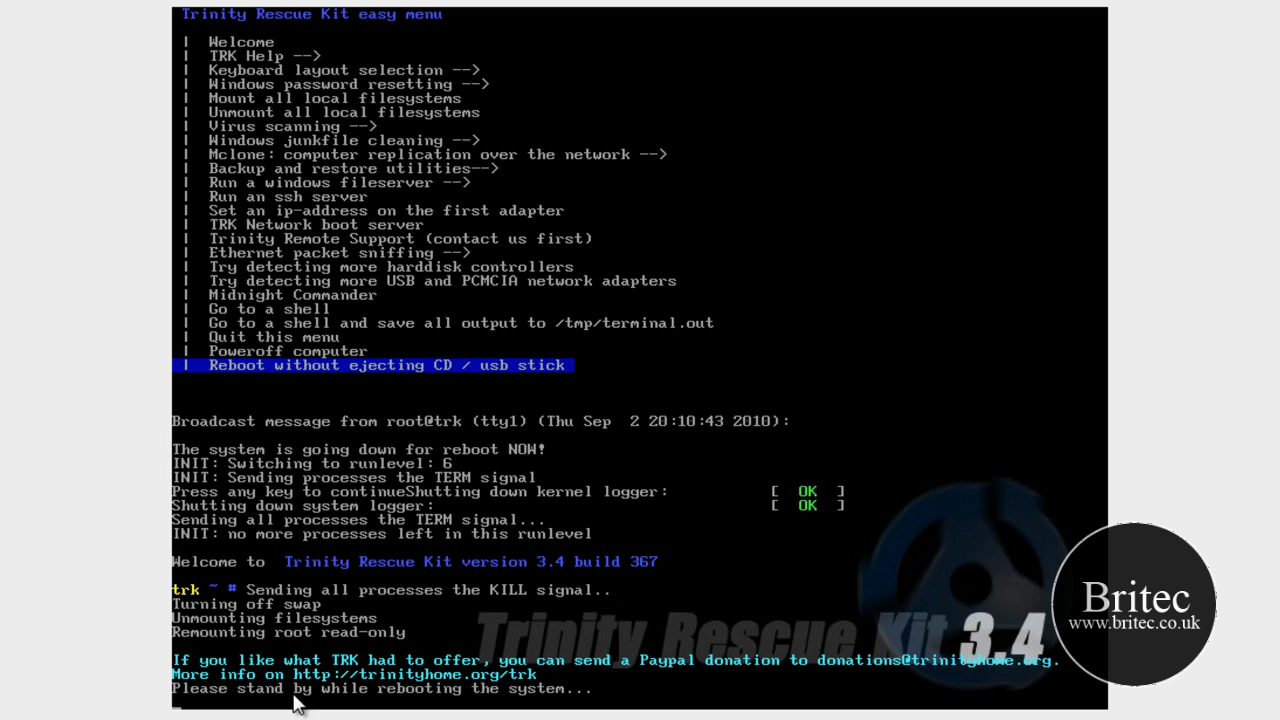 Trinity Rescue Kit easy menu
| Welcome
| TRK Help -->
| Keyboard layout selection -->
| Windows password resetting -->
| Mount all local filesystems
| Unmount all local filesystems
| Virus scanning -->
| Windows junkfile cleaning -->
| Mclone: computer replication over the network -->
| Backup and restore utilities-->
| Run a windows fileserver -->
| Run an ssh server
| Set an ip-address on the first adapter
| TRK Network boot server
| Trinity Remote Support (contact us first)
| Ethernet packet sniffing -->
| Try detecting more harddisk controllers
| Try detecting more USB and PCMCIA network adapters
| Midnight Commander
| Go to a shell
| Go to a shell and save all output to /tmp/terminal.out
| Quit this menu
| Poweroff computer
| Reboot without ejecting CD / usb stick
Broadcast message from root@trk (tty1) (Thu Sep  2 20:10:43 2010):
The system is going down for reboot NOW!
INIT: Switching to runlevel: 6
INIT: Sending processes the TERM signal
Press any key to continueShutting down kernel logger: [ OK ]
Shutting down system logger: [ OK ]
Sending all processes the TERM signal...
INIT: no more processes left in this runlevel
Welcome to  Trinity Rescue Kit version 3.4 build 367
trk ~ # Sending all processes the KILL signal..
Turning off swap
Unmounting filesystems
Remounting root read-only
Trinity Rescue Kit 3.4
If you like what TRK had to offer, you can send a Paypal donation to donations@trinityhome.org.
More info on http://trinityhome.org/trk
Please stand by while rebooting the system...
Britec
www.britec.co.uk